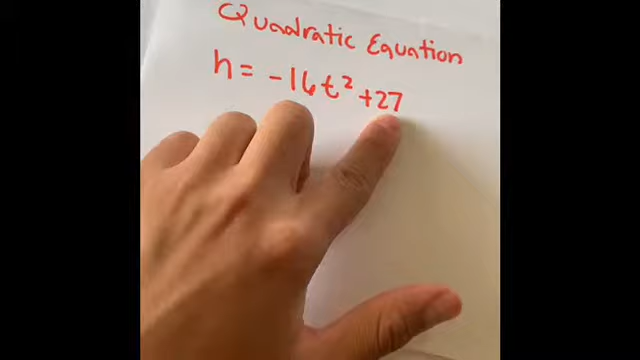 Quadratic Equation
h = -16t² +27